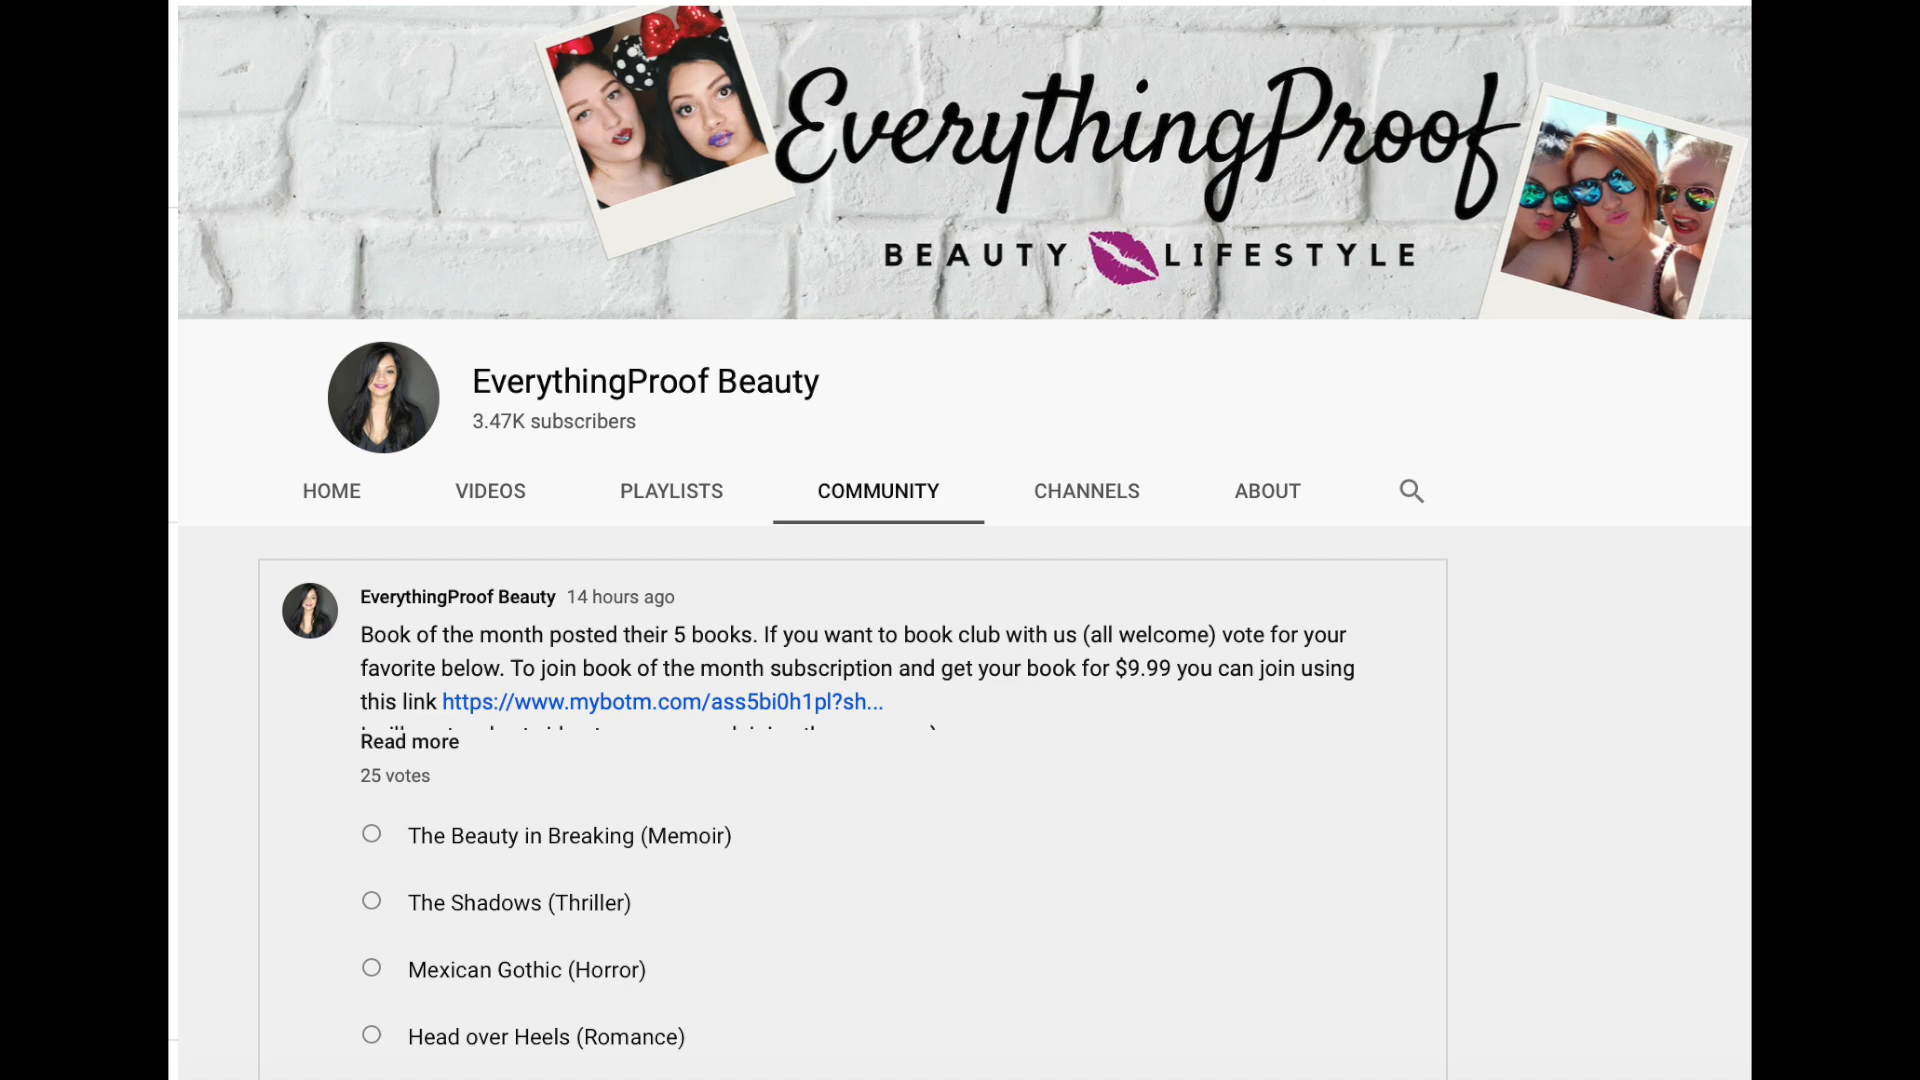 EverythingProof
BEAUTY LIFESTYLE
EverythingProof Beauty
3.47K subscribers
HOME VIDEOS PLAYLISTS COMMUNITY CHANNELS ABOUT
EverythingProof Beauty 14 hours ago
Book of the month posted their 5 books. If you want to book club with us (all welcome) vote for your
favorite below. To join book of the month subscription and get your book for $9.99 you can join using
this link https://www.mybotm.com/ass5bi0h1pl?sh...
Read more
25 votes
The Beauty in Breaking (Memoir)
The Shadows (Thriller)
Mexican Gothic (Horror)
Head over Heels (Romance)